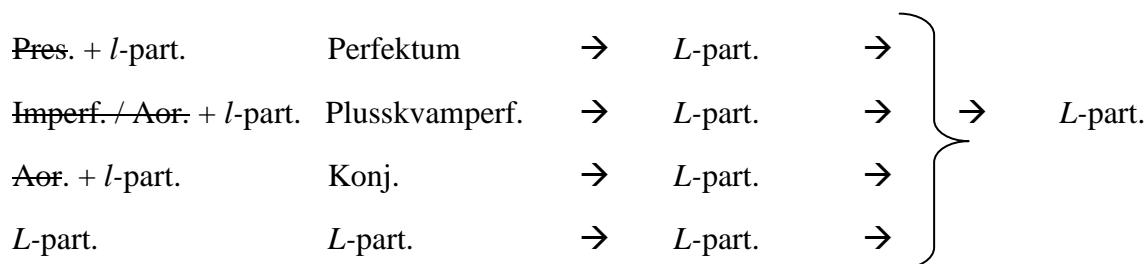 Pres. + l-part. Perfektum → L-part. →
Imperf. / Aor. + l-part. Plusskvamperf. → L-part. → → L-part.
Aor. + l-part. Konj. → L-part. →
L-part. L-part. → L-part. →